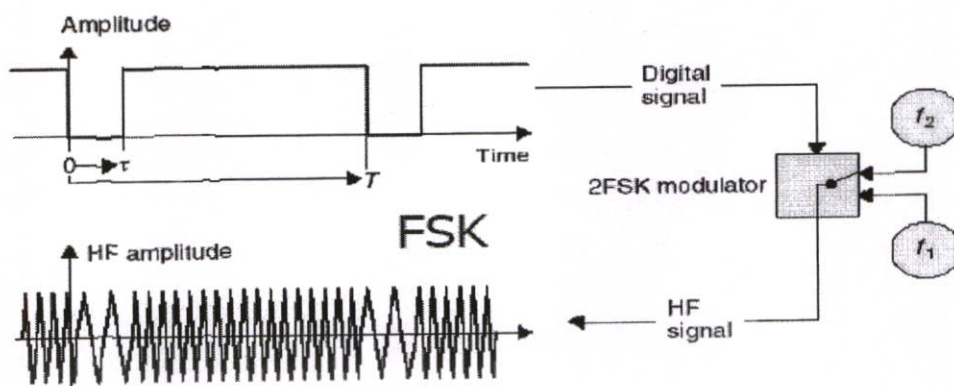 Amplitude
Digital
signal
f2
0
τ
Time
T
2FSK modulator
FSK
f1
HF amplitude
HF
signal